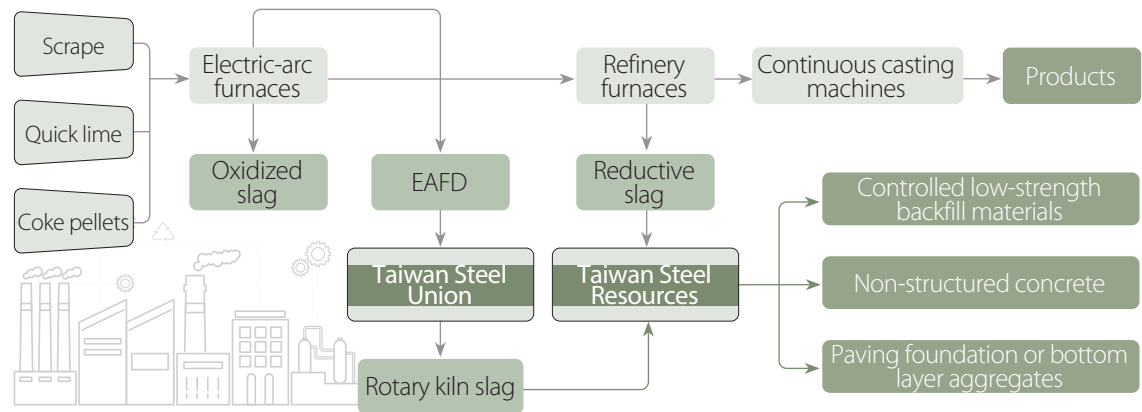 Scrape
Quick lime
Coke pellets
Electric-arc
furnaces
Oxidized
slag
EAFD
Taiwan Steel
Union
Rotary kiln slag
Refinery
furnaces
Reductive
slag
Taiwan Steel
Resources
Continuous casting
machines
Products
Controlled low-strength
backfill materials
Non-structured concrete
Paving foundation or bottom
layer aggregates